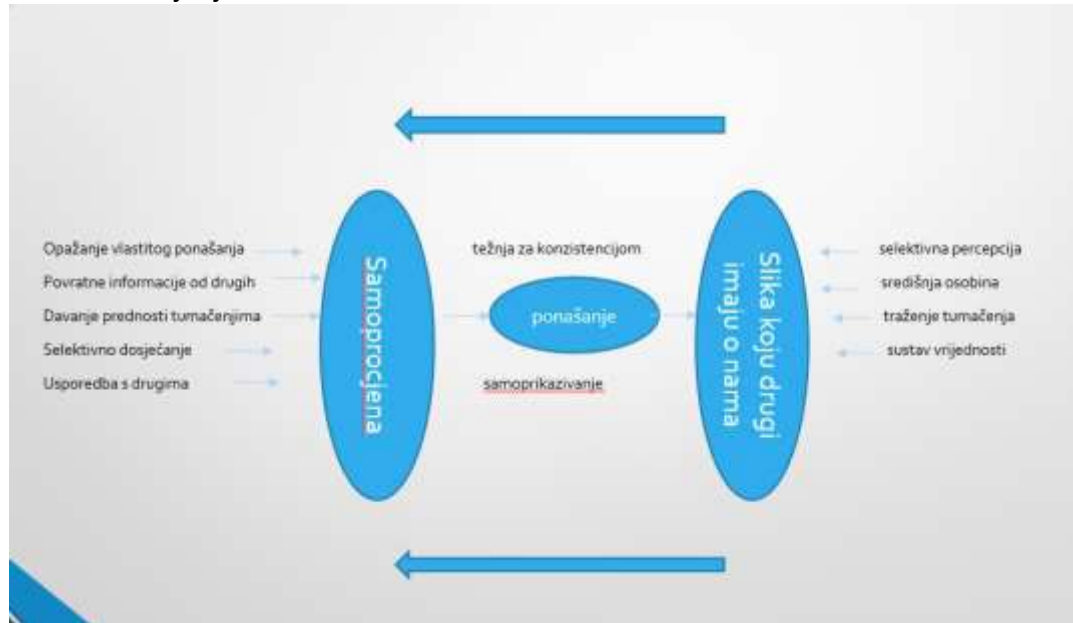 Opažanje vlastitog ponašanja
Povratne informacije od drugih
Davanje prednosti tumačenjima
Selektivno dosjećanje
Usporedba s drugima
Samoprocjena
težnja za konzistencijom
ponašanje
samoprikazivanje
Slika koju drugi
imaju o nama
selektivna percepcija
središnja osobina
traženje tumačenja
sustav vrijednosti